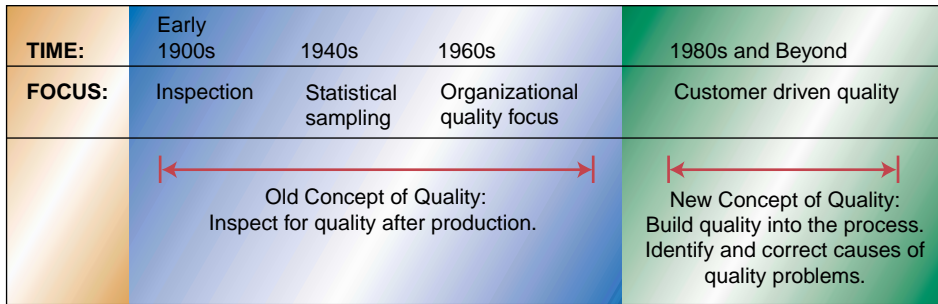 TIME: Early 1900s 1940s 1960s 1980s and Beyond
FOCUS: Inspection Statistical sampling Organizational quality focus Customer driven quality
Old Concept of Quality:
Inspect for quality after production.
New Concept of Quality:
Build quality into the process.
Identify and correct causes of
quality problems.